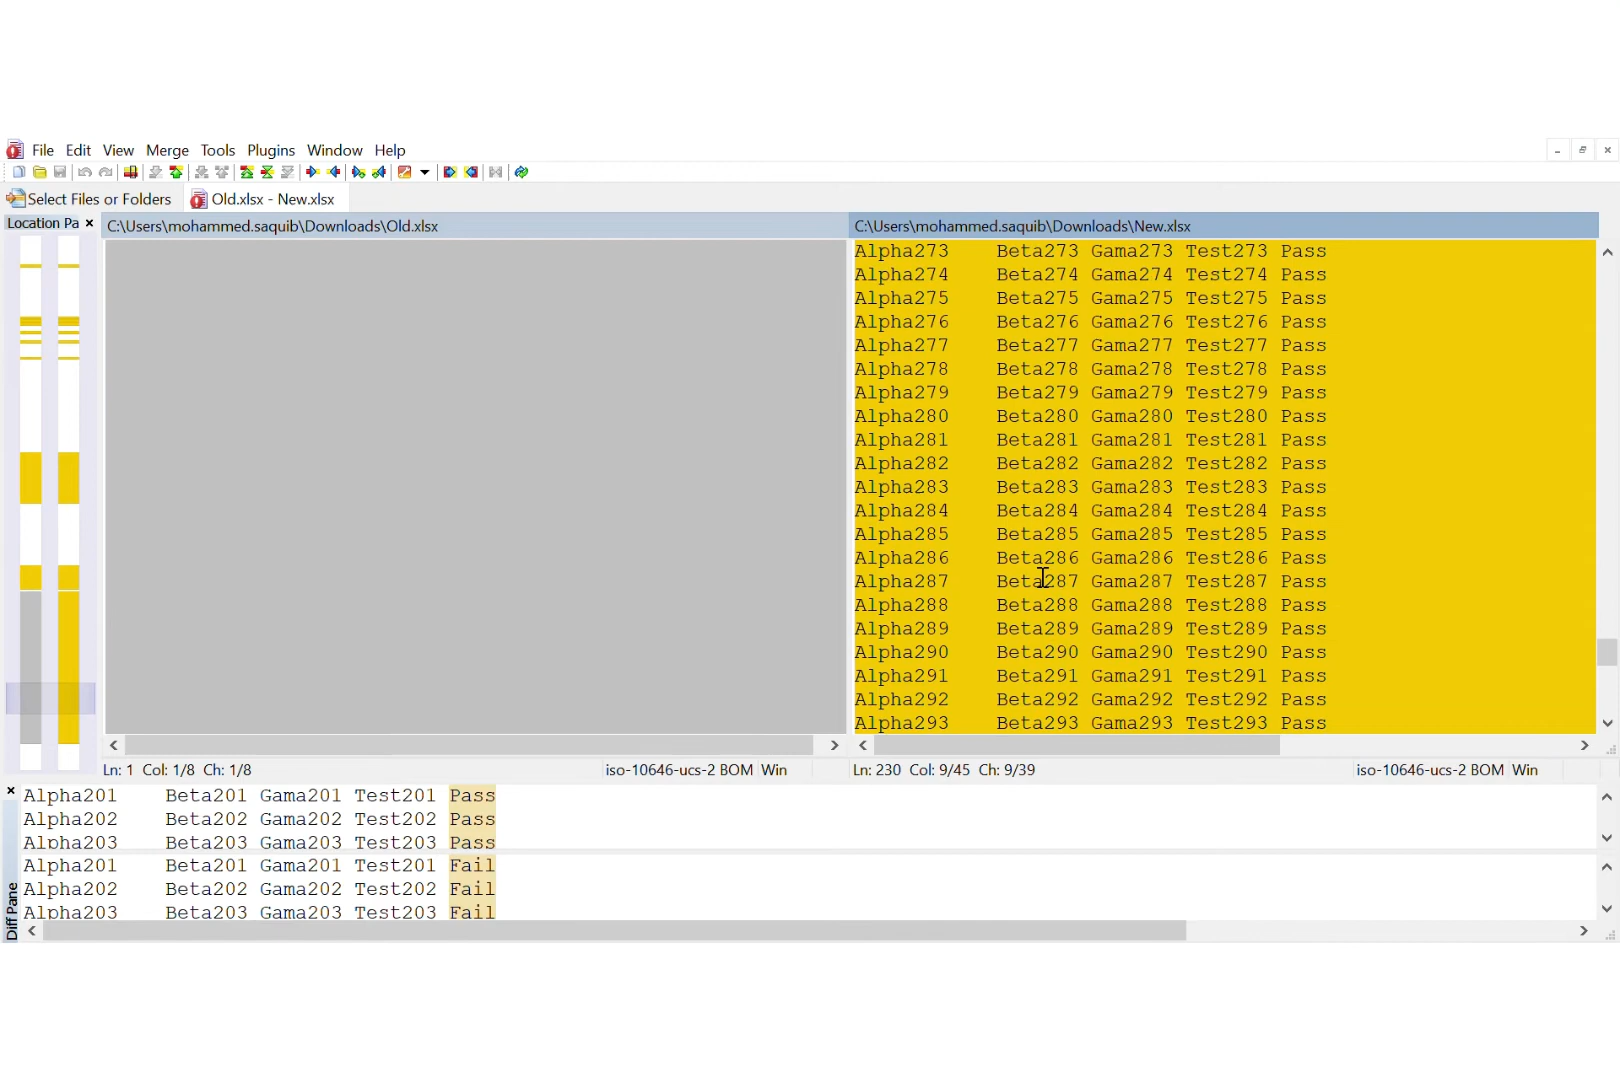 File Edit View Merge Tools Plugins Window Help
Select Files or Folders Old.xlsx - New.xlsx
Location Pa C:\Users\mohammed.saquib\Downloads\Old.xlsx C:\Users\mohammed.saquib\Downloads\New.xlsx
Alpha273 Beta273 Gama273 Test273 Pass
Alpha274 Beta274 Gama274 Test274 Pass
Alpha275 Beta275 Gama275 Test275 Pass
Alpha276 Beta276 Gama276 Test276 Pass
Alpha277 Beta277 Gama277 Test277 Pass
Alpha278 Beta278 Gama278 Test278 Pass
Alpha279 Beta279 Gama279 Test279 Pass
Alpha280 Beta280 Gama280 Test280 Pass
Alpha281 Beta281 Gama281 Test281 Pass
Alpha282 Beta282 Gama282 Test282 Pass
Alpha283 Beta283 Gama283 Test283 Pass
Alpha284 Beta284 Gama284 Test284 Pass
Alpha285 Beta285 Gama285 Test285 Pass
Alpha286 Beta286 Gama286 Test286 Pass
Alpha287 Beta287 Gama287 Test287 Pass
Alpha288 Beta288 Gama288 Test288 Pass
Alpha289 Beta289 Gama289 Test289 Pass
Alpha290 Beta290 Gama290 Test290 Pass
Alpha291 Beta291 Gama291 Test291 Pass
Alpha292 Beta292 Gama292 Test292 Pass
Alpha293 Beta293 Gama293 Test293 Pass
Ln: 1 Col: 1/8 Ch: 1/8 iso-10646-ucs-2 BOM Win Ln: 230 Col: 9/45 Ch: 9/39 iso-10646-ucs-2 BOM Win
Alpha201 Beta201 Gama201 Test201 Pass
Alpha202 Beta202 Gama202 Test202 Pass
Alpha203 Beta203 Gama203 Test203 Pass
Alpha201 Beta201 Gama201 Test201 Fail
Alpha202 Beta202 Gama202 Test202 Fail
Alpha203 Beta203 Gama203 Test203 Fail
Diff Pane